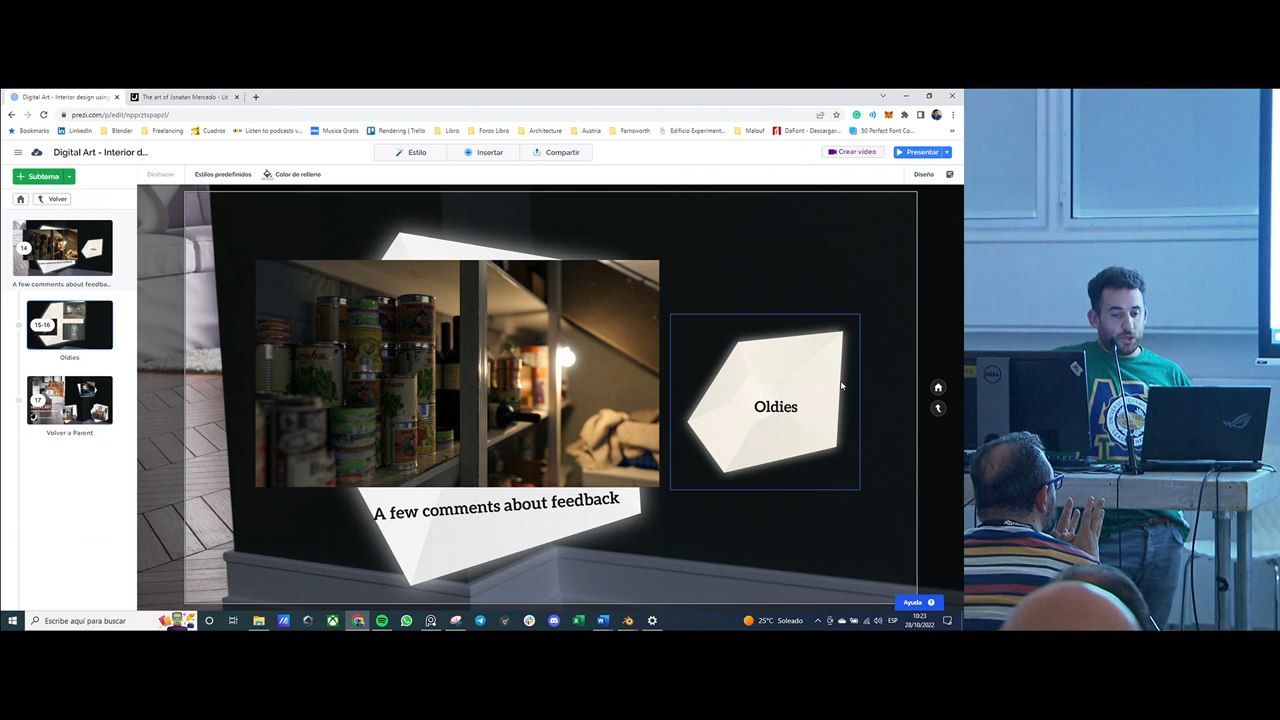 Digital Art - Interior design using
The art of Jonatan Mercado - Lit
prezi.com/p/edit/npprztspapzl/
Bookmarks
LinkedIn
Blender
Freelancing
Cuadros
Listen to podcasts v...
Musica Gratis
Rendering | Trello
Libro
Foros Libro
Architecture
Austria
Farnsworth
Edificio Experiment...
Malouf
DaFont - Descargar...
50 Perfect Font Co...
Digital Art - Interior d...
Estilo
Insertar
Compartir
Crear vídeo
Presentar
Subtema
Deshacer
Estilos predefinidos
Color de relleno
Diseño
Volver
14
A few comments about feedba...
15-16
Oldies
17
Volver a Parent
Oldies
A few comments about feedback
Ayuda
Escribe aquí para buscar
25°C Soleado
ESP
10:23
28/10/2022
DELL